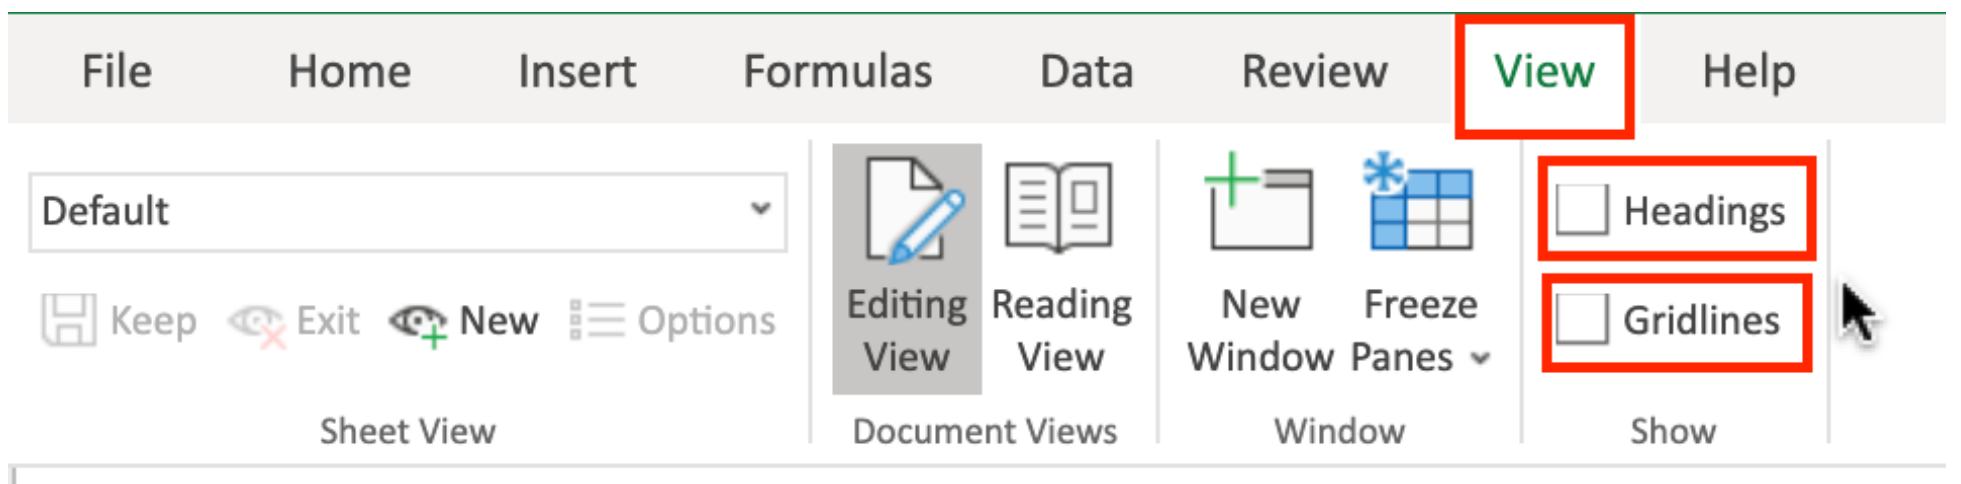 File Home Insert Formulas Data Review View Help
Default
Keep Exit New Options
Sheet View
Editing View
Reading View
Document Views
New Window
Freeze Panes
Window
Headings
Gridlines
Show